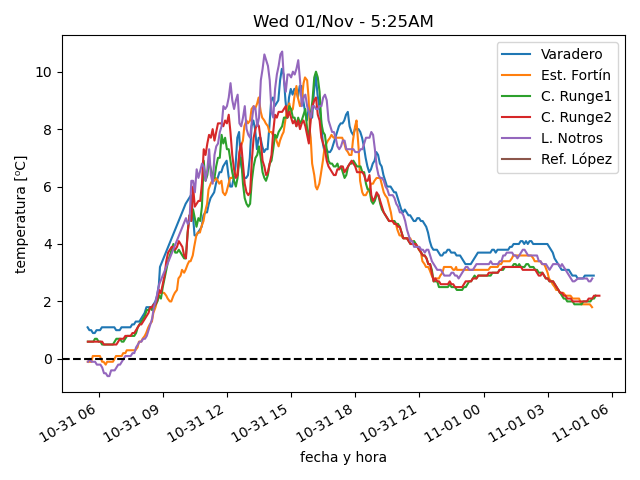 Wed 01/Nov - 5:25AM
temperatura [°C]
10
8
6
4
2
0
Varadero
Est. Fortín
C. Runge1
C. Runge2
L. Notros
Ref. López
10-31 06
10-31 09
10-31 12
10-31 15
10-31 18
10-31 21
11-01 00
11-01 03
11-01 06
fecha y hora